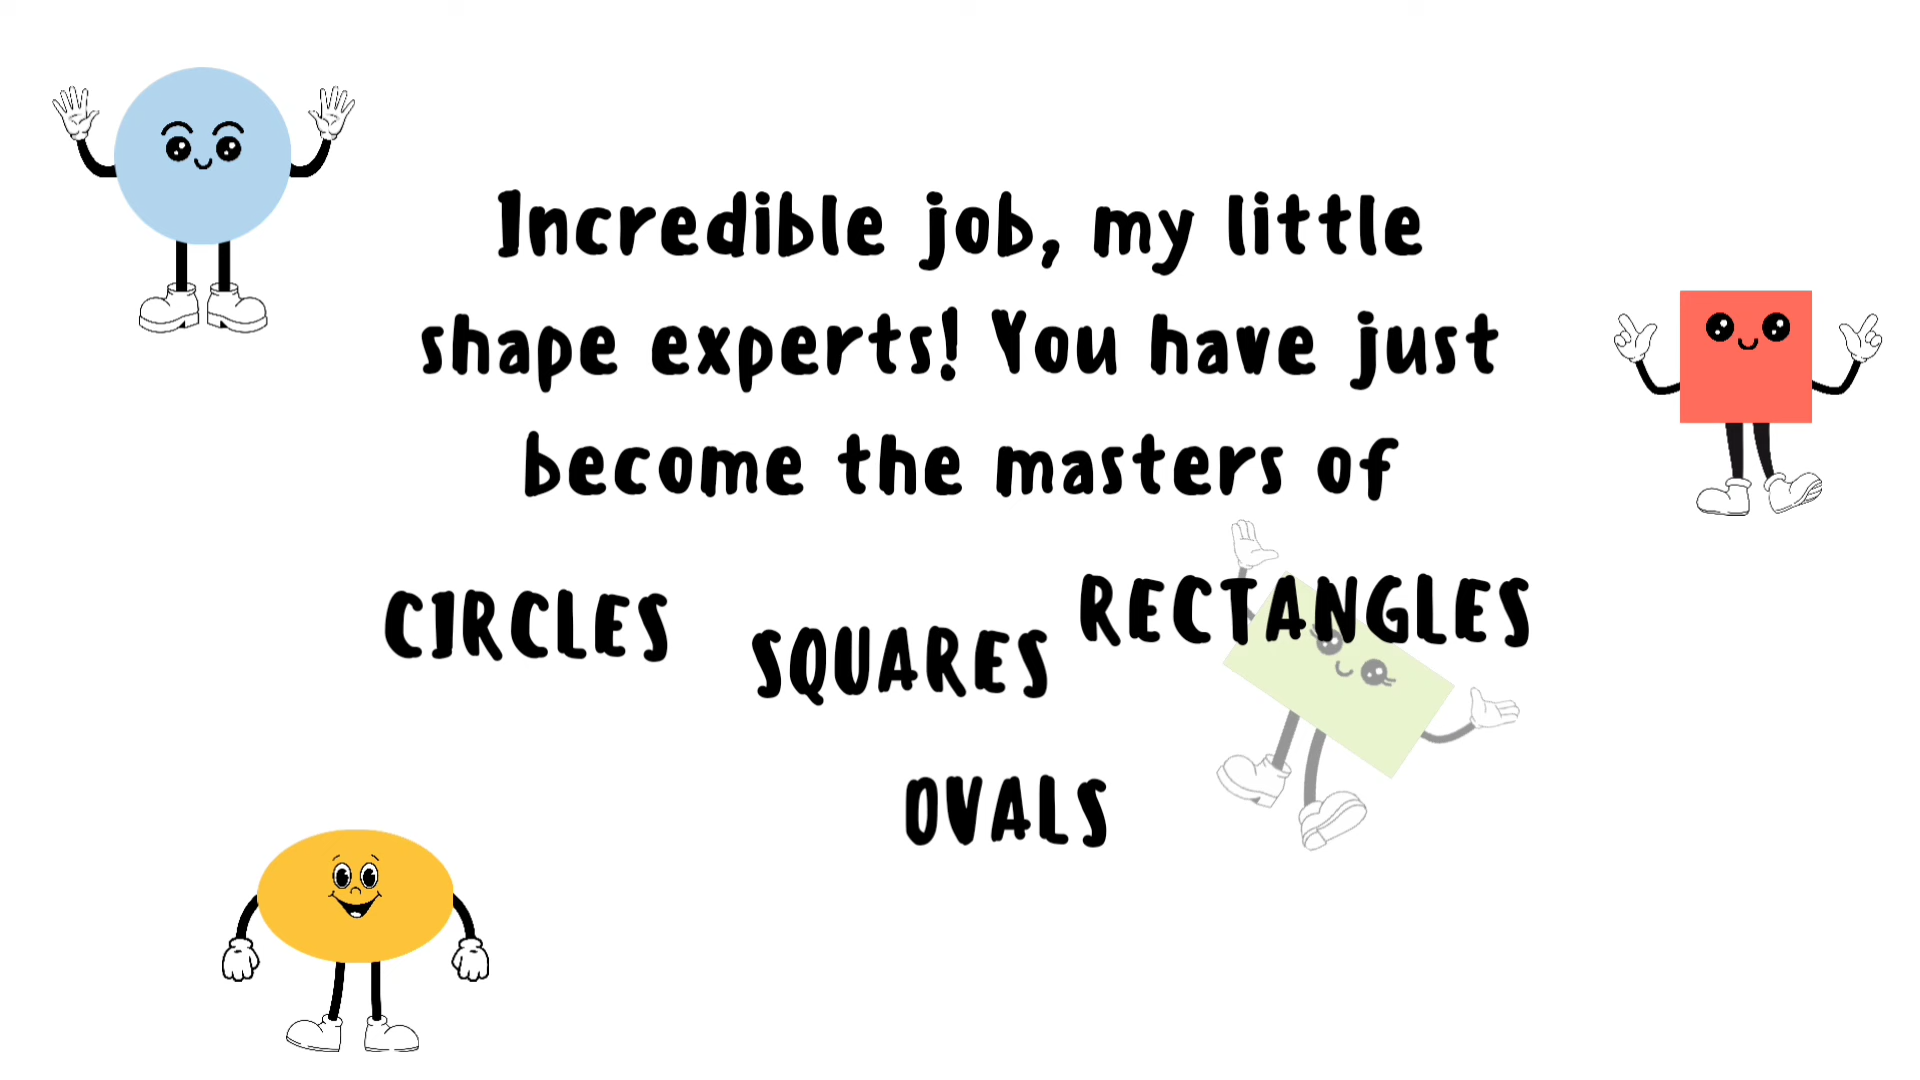 Incredible job, my little
shape experts! You have just
become the masters of
CIRCLES
SQUARES
RECTANGLES
OVALS